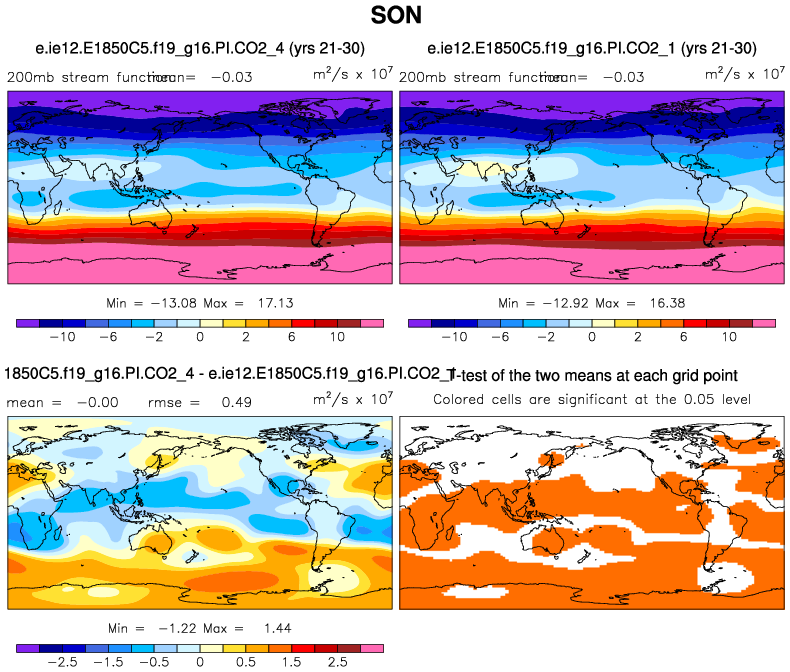 SON
e.ie12.E1850C5.f19_g16.PI.CO2_4 (yrs 21-30)
e.ie12.E1850C5.f19_g16.PI.CO2_1 (yrs 21-30)
200mb stream function mean= −0.03 m²/s x 10⁷
200mb stream function mean= −0.03 m²/s x 10⁷
Min = −13.08 Max = 17.13
Min = −12.92 Max = 16.38
−10 −6 −2 0 2 6 10
−10 −6 −2 0 2 6 10
1850C5.f19_g16.PI.CO2_4 - e.ie12.E1850C5.f19_g16.PI.CO2_1
T-test of the two means at each grid point
mean = −0.00 rmse = 0.49 m²/s x 10⁷
Colored cells are significant at the 0.05 level
Min = −1.22 Max = 1.44
−2.5 −1.5 −0.5 0 0.5 1.5 2.5